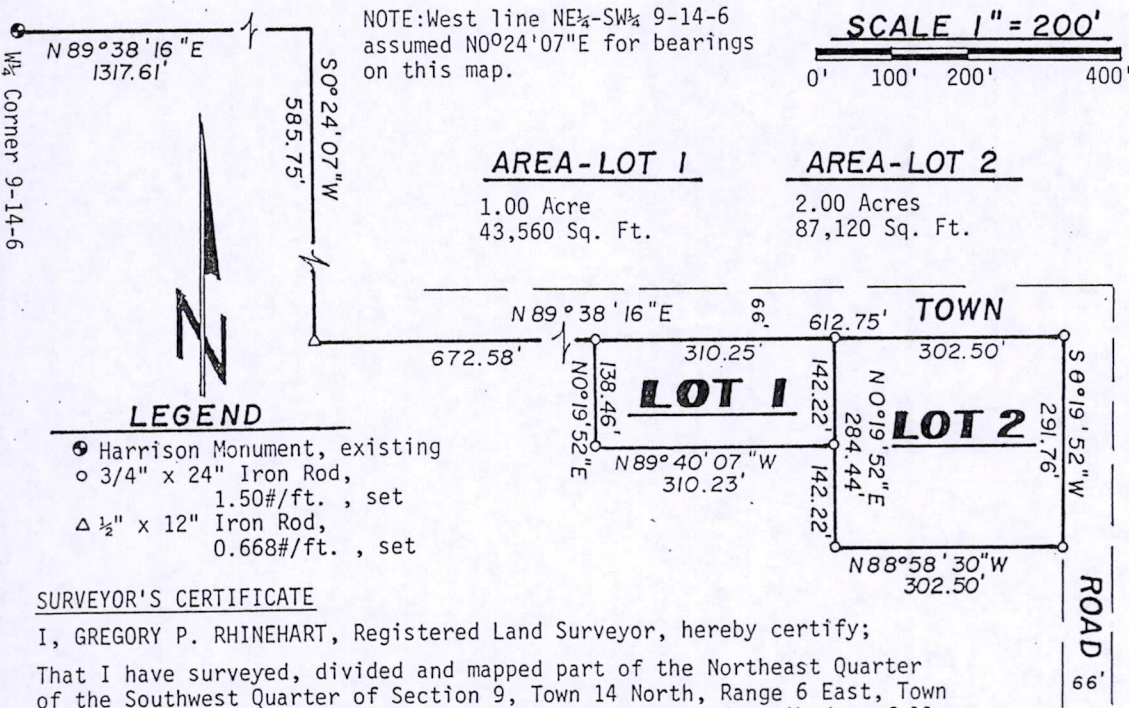 NOTE:West line NE¼-SW¼ 9-14-6
assumed N0°24'07"E for bearings
on this map.
SCALE 1" = 200'
0' 100' 200' 400'
W¼ Corner 9-14-6
N 89°38'16"E
1317.61'
S0°24'07"W
585.75'
AREA-LOT 1
1.00 Acre
43,560 Sq. Ft.
AREA-LOT 2
2.00 Acres
87,120 Sq. Ft.
N
N 89°38'16"E
66'
612.75'
TOWN
672.58'
310.25'
302.50'
N0°19'52"E
138.46'
LOT 1
142.22'
N 0°19'52"E
284.44'
LOT 2
S 0°19'52"W
291.76'
N89°40'07"W
310.23'
142.22'
N88°58'30"W
302.50'
ROAD
66'
LEGEND
Harrison Monument, existing
3/4" x 24" Iron Rod,
1.50#/ft. , set
½" x 12" Iron Rod,
0.668#/ft. , set
SURVEYOR'S CERTIFICATE
I, GREGORY P. RHINEHART, Registered Land Surveyor, hereby certify;
That I have surveyed, divided and mapped part of the Northeast Quarter
of the Southwest Quarter of Section 9, Town 14 North, Range 6 East, Town